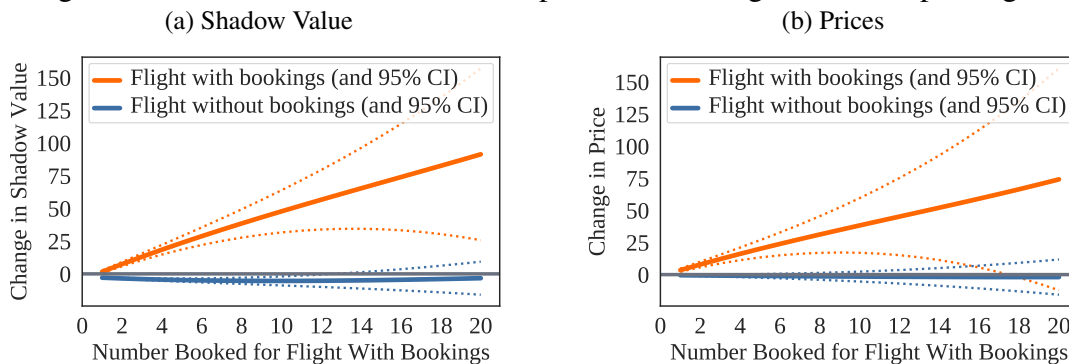 (a) Shadow Value
Change in Shadow Value
150
125
100
75
50
25
0
Flight with bookings (and 95% CI)
Flight without bookings (and 95% CI)
0 2 4 6 8 10 12 14 16 18 20
Number Booked for Flight With Bookings
(b) Prices
Change in Price
150
125
100
75
50
25
0
Flight with bookings (and 95% CI)
Flight without bookings (and 95% CI)
0 2 4 6 8 10 12 14 16 18 20
Number Booked for Flight With Bookings